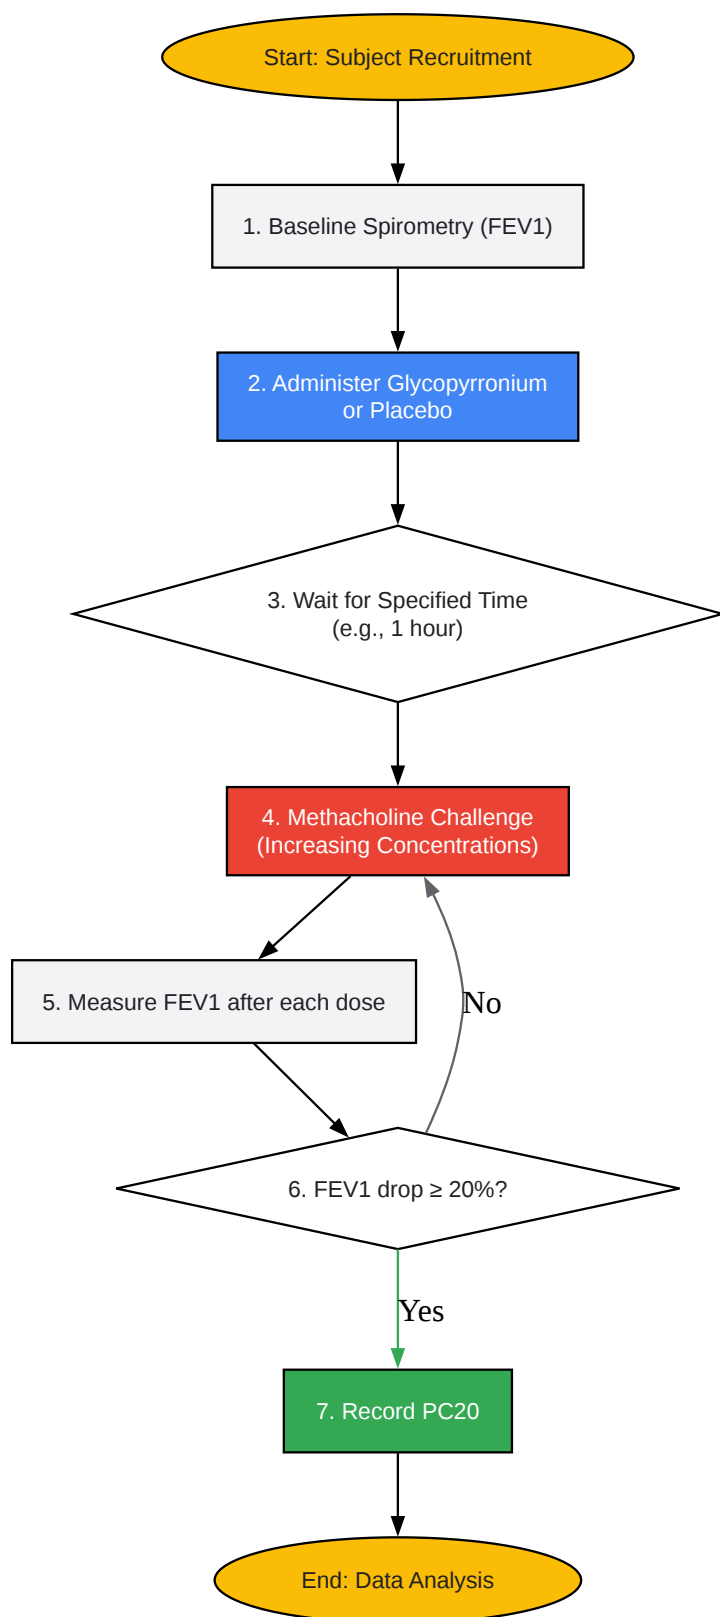 Start: Subject Recruitment
1. Baseline Spirometry (FEV1)
2. Administer Glycopyrronium
or Placebo
3. Wait for Specified Time
(e.g., 1 hour)
4. Methacholine Challenge
(Increasing Concentrations)
5. Measure FEV1 after each dose
No
6. FEV1 drop ≥ 20%?
Yes
7. Record PC20
End: Data Analysis